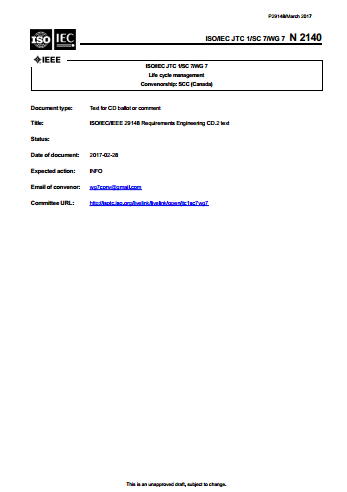 P29148/March 2017
ISO IEC
ISO/IEC JTC 1/SC 7/WG 7 N 2140
IEEE
ISO/IEC JTC 1/SC 7/WG 7
Life cycle management
Convenorship: SCC (Canada)
Document type: Text for CD ballot or comment
Title: ISO/IEC/IEEE 29148 Requirements Engineering CD.2 text
Status:
Date of document: 2017-02-28
Expected action: INFO
Email of convenor: wg7conv@gmail.com
Committee URL: http://isotc.iso.org/livelink/livelink/open/jtc1sc7wg7
This is an unapproved draft, subject to change.